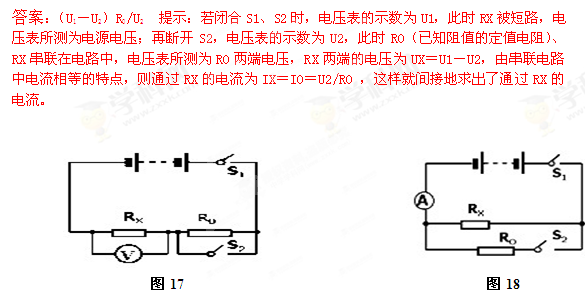 答案：（U₁－U₂）R₀/U₂ 提示：若闭合 S1、S2 时，电压表的示数为 U1，此时 RX 被短路，电
压表所测为电源电压；再断开 S2，电压表的示数为 U2，此时 RO（已知阻值的定值电阻）、
RX 串联在电路中，电压表所测为 RO 两端电压，RX 两端的电压为 UX＝U1－U2，由串联电路
中电流相等的特点，则通过 RX 的电流为 IX＝IO＝U2/RO ，这样就间接地求出了通过 RX 的
电流。
S₁
S₁
A
Rx
R₀
Rx
V
S₂
R₀
S₂
图 17
图 18